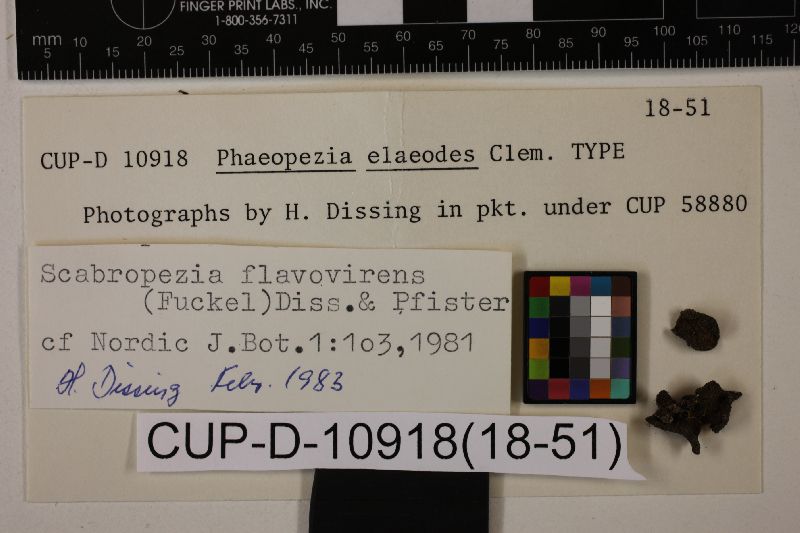 FINGER PRINT LABS., INC.
1-800-356-7311
mm 5 10 20 25 30 35 40 45 50 55 60 65 70 75 80 85 90 95 100 105 110 115 120
18-51
CUP-D 10918 Phaeopezia elaeodes Clem. TYPE
Photographs by H. Dissing in pkt. under CUP 58880
Scabropezia flavovirens
(Fuckel)Diss.& Pfister
cf Nordic J.Bot.1:1o3,1981
H. Dissing Febr. 1983
CUP-D-10918(18-51)